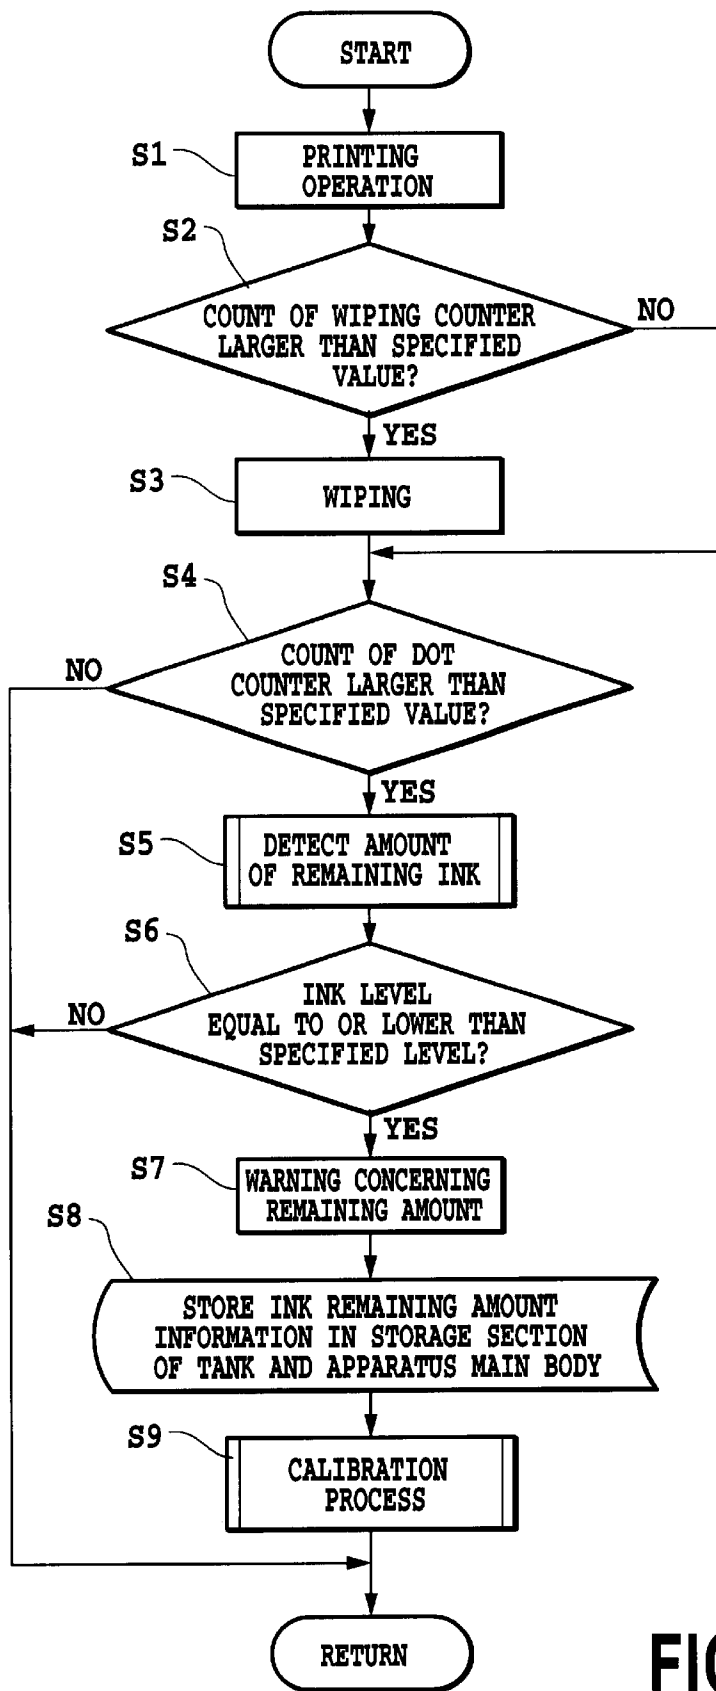 START
S1
PRINTING
OPERATION
S2
COUNT OF WIPING COUNTER
LARGER THAN SPECIFIED
VALUE?
NO
YES
S3
WIPING
S4
COUNT OF DOT
COUNTER LARGER THAN
SPECIFIED VALUE?
NO
YES
S5
DETECT AMOUNT
OF REMAINING INK
S6
INK LEVEL
EQUAL TO OR LOWER THAN
SPECIFIED LEVEL?
NO
YES
S7
WARNING CONCERNING
REMAINING AMOUNT
S8
STORE INK REMAINING AMOUNT
INFORMATION IN STORAGE SECTION
OF TANK AND APPARATUS MAIN BODY
S9
CALIBRATION
PROCESS
RETURN